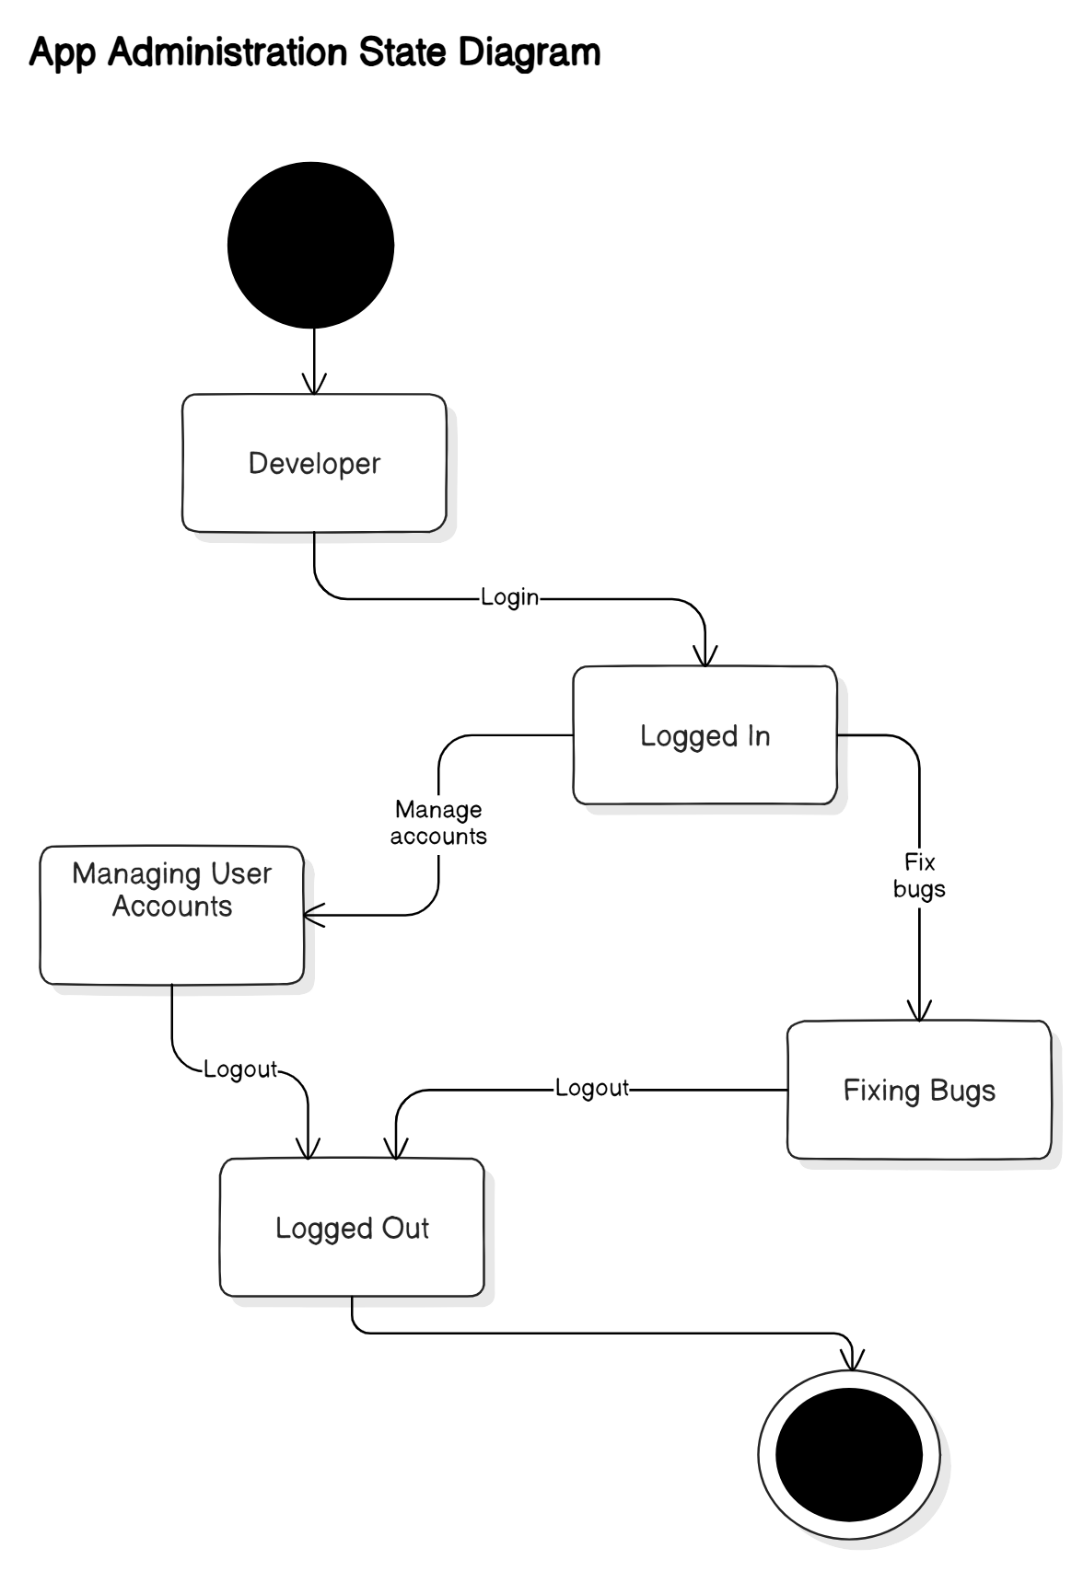 App Administration State Diagram
Developer
Login
Logged In
Manage
accounts
Fix
bugs
Managing User
Accounts
Logout
Logout
Fixing Bugs
Logged Out